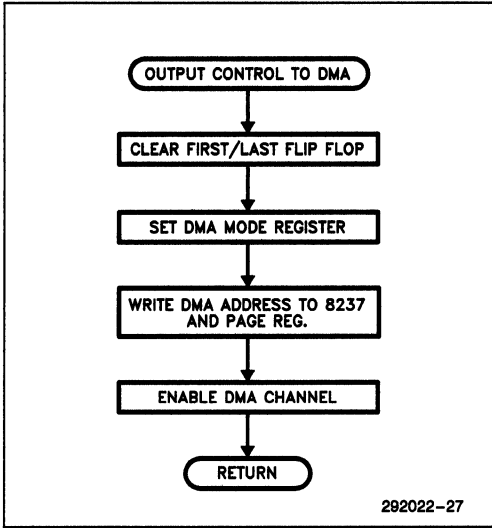 OUTPUT CONTROL TO DMA
CLEAR FIRST/LAST FLIP FLOP
SET DMA MODE REGISTER
WRITE DMA ADDRESS TO 8237
AND PAGE REG.
ENABLE DMA CHANNEL
RETURN
292022-27